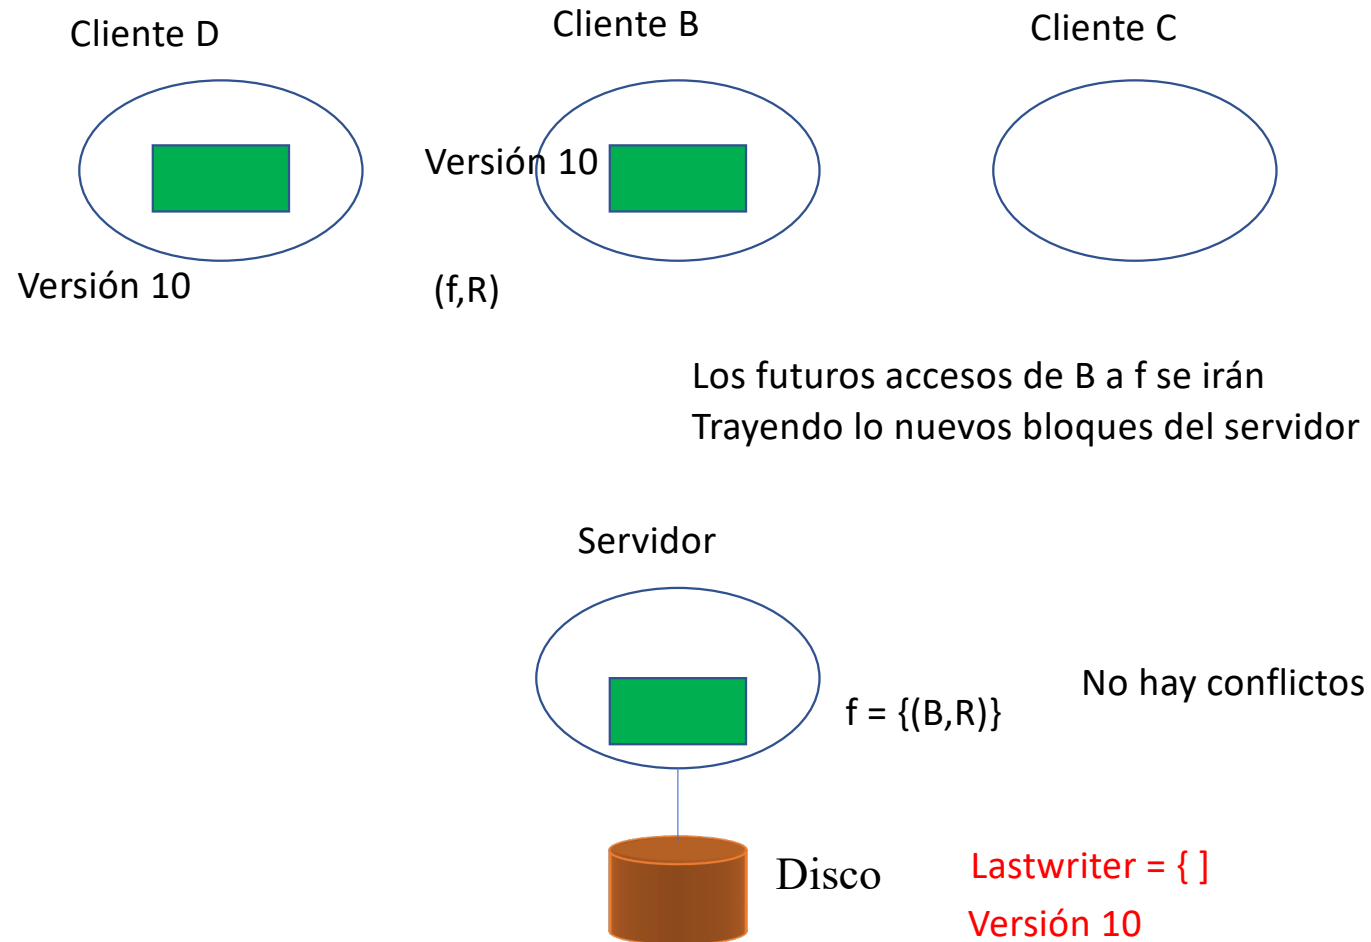 Cliente D
Cliente B
Cliente C
Versión 10
Versión 10
(f,R)
Los futuros accesos de B a f se irán
Trayendo lo nuevos bloques del servidor
Servidor
f = {(B,R)}
No hay conflictos
Disco
Lastwriter = { ]
Versión 10